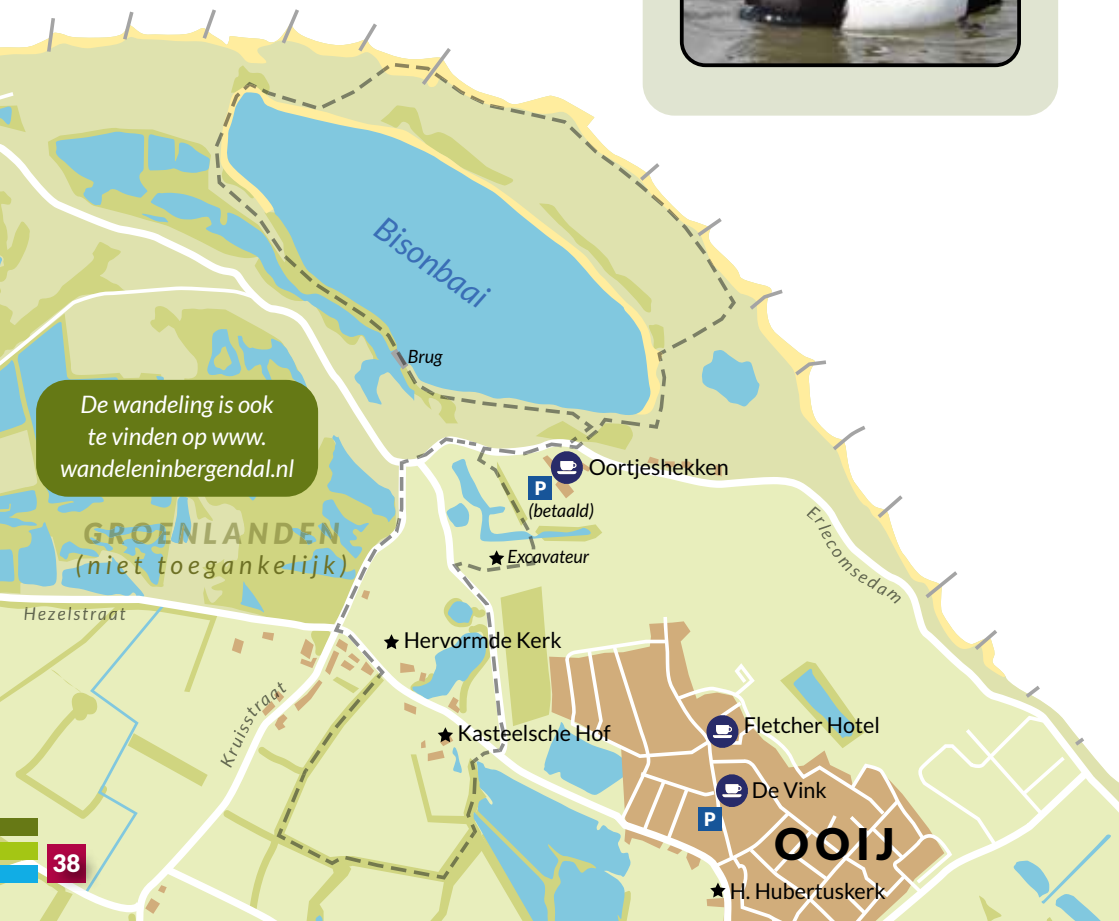 Bisonbaai
Brug
De wandeling is ook
te vinden op www.
wandeleninbergendal.nl
Oortjeshekken
P
(betaald)
GROENLANDEN
(niet toegankelijk)
Excavateur
Erlecomsedam
Hezelstraat
Hervormde Kerk
Kruisstraat
Kasteelsche Hof
Fletcher Hotel
De Vink
P
OOIJ
38
H. Hubertuskerk